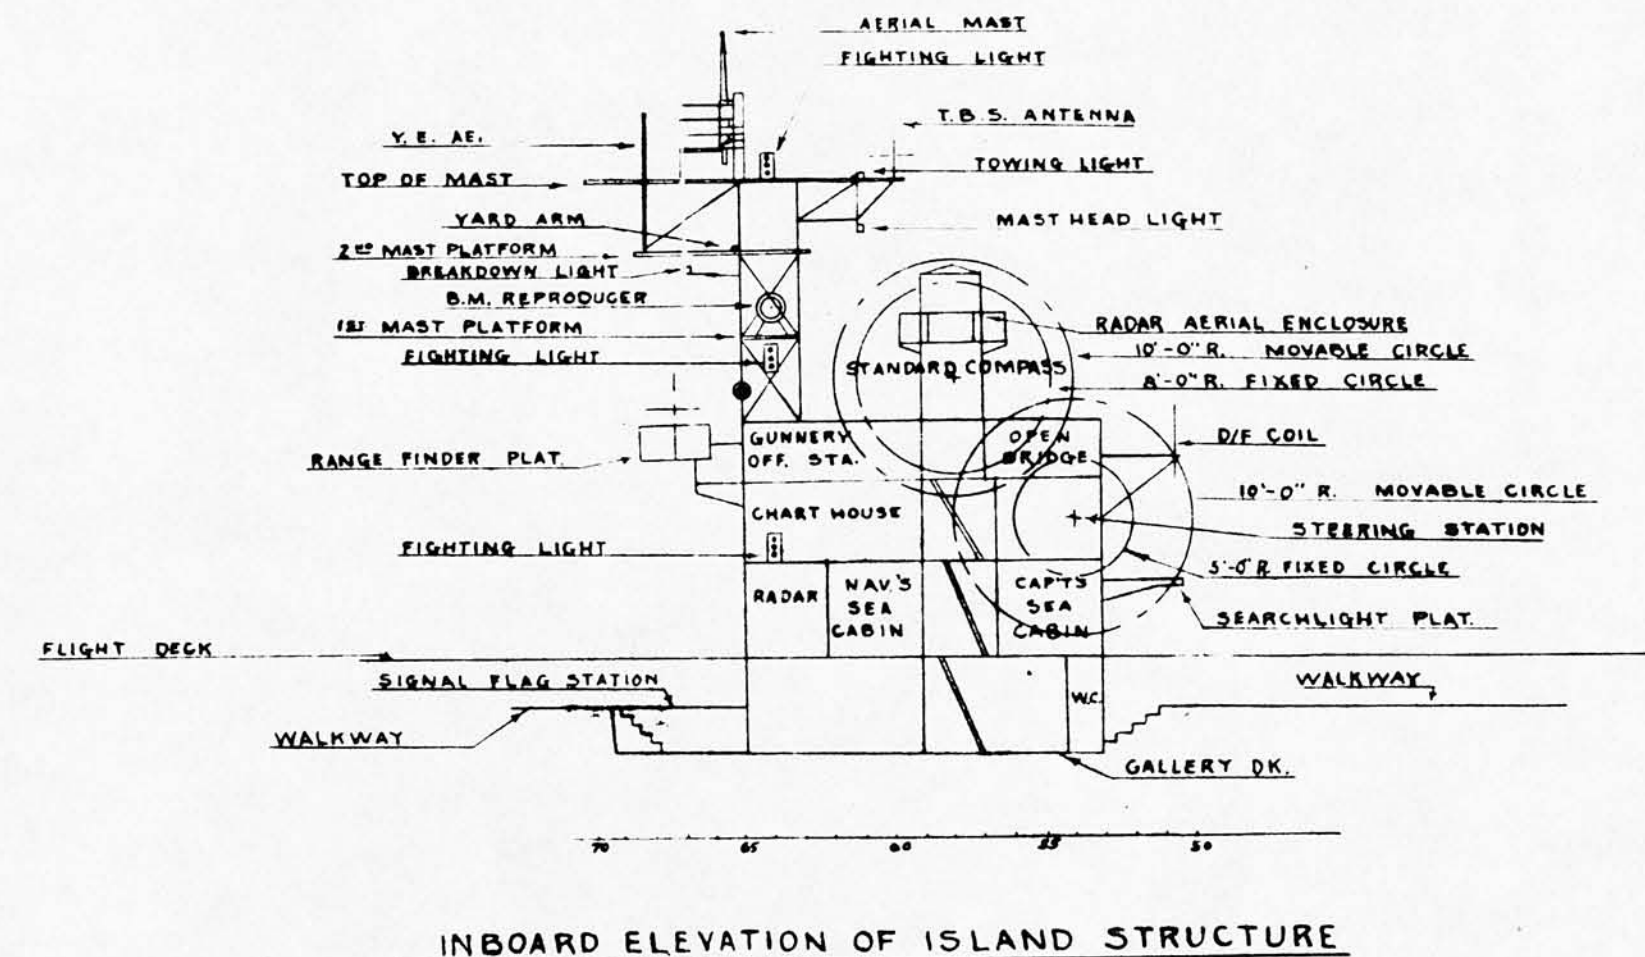 AERIAL MAST
FIGHTING LIGHT
T.B.S. ANTENNA
Y.E. AE.
TOWING LIGHT
TOP OF MAST
YARD ARM
MAST HEAD LIGHT
2ND MAST PLATFORM
BREAKDOWN LIGHT
B.M. REPRODUCER
1ST MAST PLATFORM
RADAR AERIAL ENCLOSURE
FIGHTING LIGHT
10'-0" R. MOVABLE CIRCLE
STANDARD COMPASS
8'-0" R. FIXED CIRCLE
GUNNERY
OFF. STA.
OPEN
BRIDGE
D/F COIL
RANGE FINDER PLAT.
10'-0" R. MOVABLE CIRCLE
CHART HOUSE
STEERING STATION
FIGHTING LIGHT
5'-0" R FIXED CIRCLE
RADAR
NAV.'S
SEA
CABIN
CAPT'S
SEA
CABIN
SEARCHLIGHT PLAT.
FLIGHT DECK
SIGNAL FLAG STATION
WALKWAY
W.C.
WALKWAY
GALLERY DK.
70 65 60 55 50
INBOARD ELEVATION OF ISLAND STRUCTURE